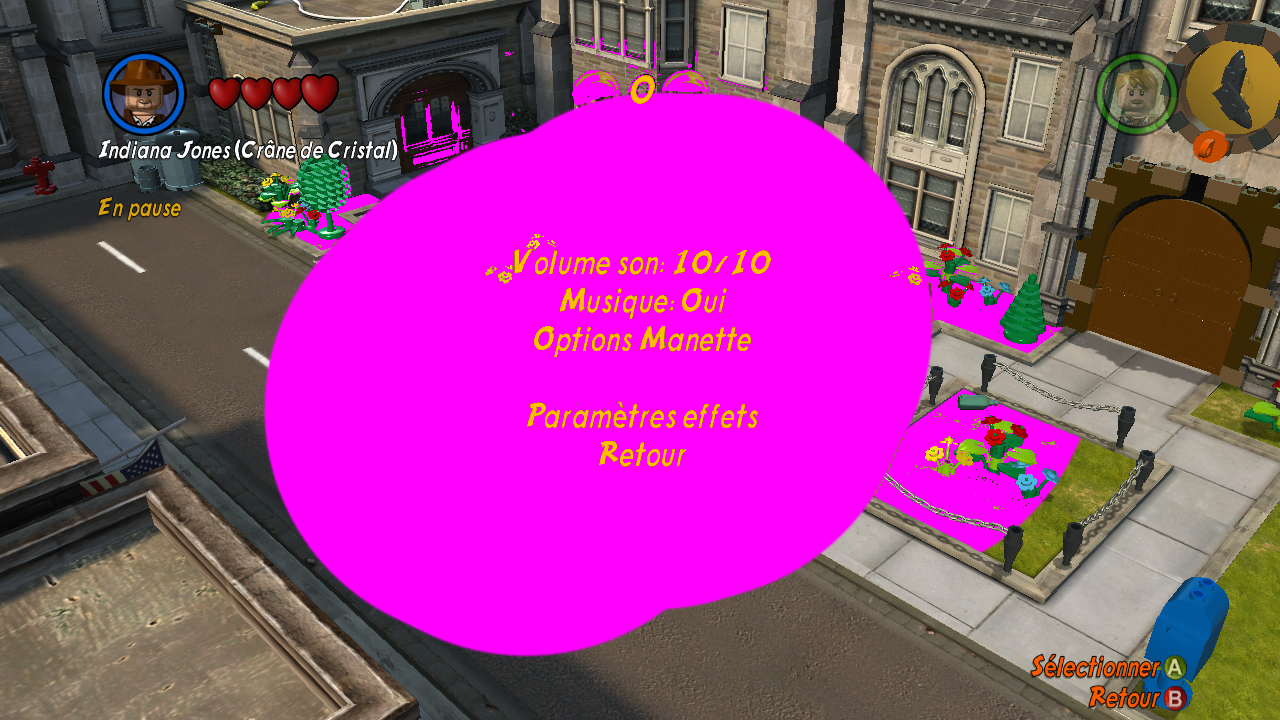 0
Indiana Jones (Crâne de Cristal)
En pause
Volume son: 10/10
Musique: Oui
Options Manette
Paramètres effets
Retour
Sélectionner A
Retour B